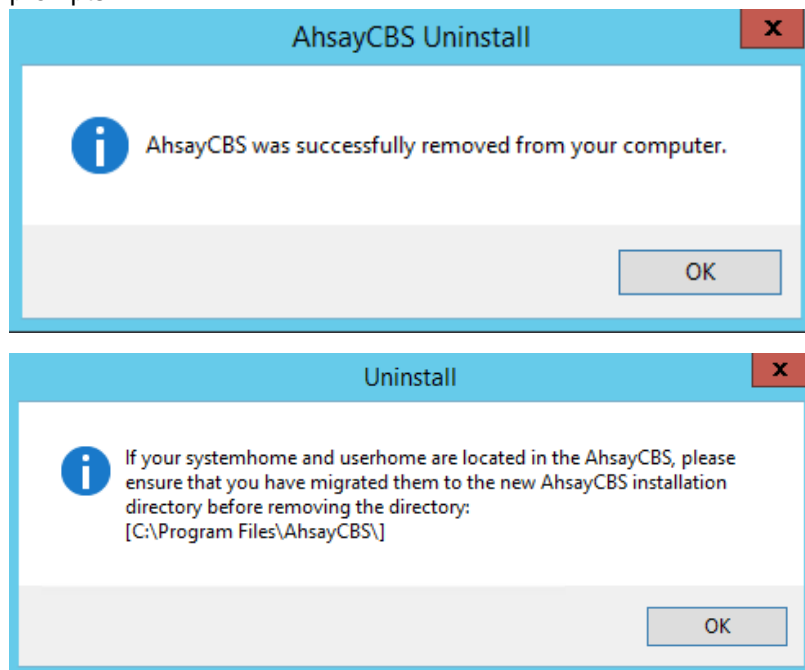 AhsayCBS Uninstall
x
AhsayCBS was successfully removed from your computer.
OK
Uninstall
x
If your systemhome and userhome are located in the AhsayCBS, please
ensure that you have migrated them to the new AhsayCBS installation
directory before removing the directory:
[C:\Program Files\AhsayCBS\]
OK